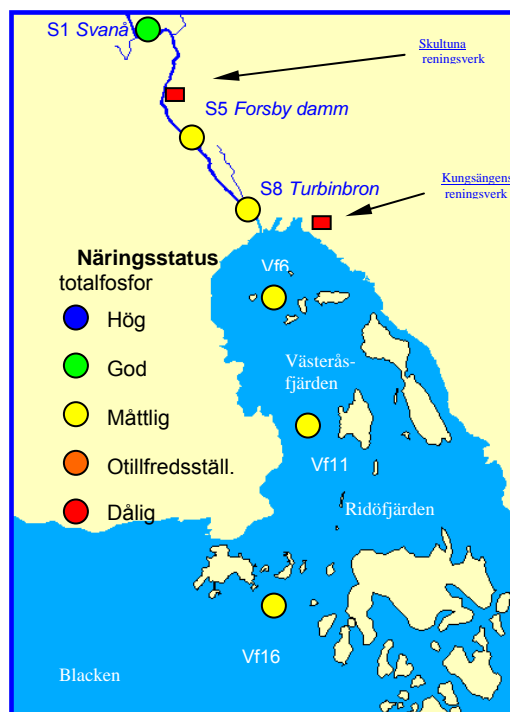 S1 Svanå
Skultuna
reningsverk
S5 Forsby damm
Kungsängens
reningsverk
S8 Turbinbron
Näringsstatus
totalfosfor
Hög
God
Måttlig
Otillfredsställ.
Dålig
Vf6
Västerås-
fjärden
Vf11
Ridöfjärden
Vf16
Blacken